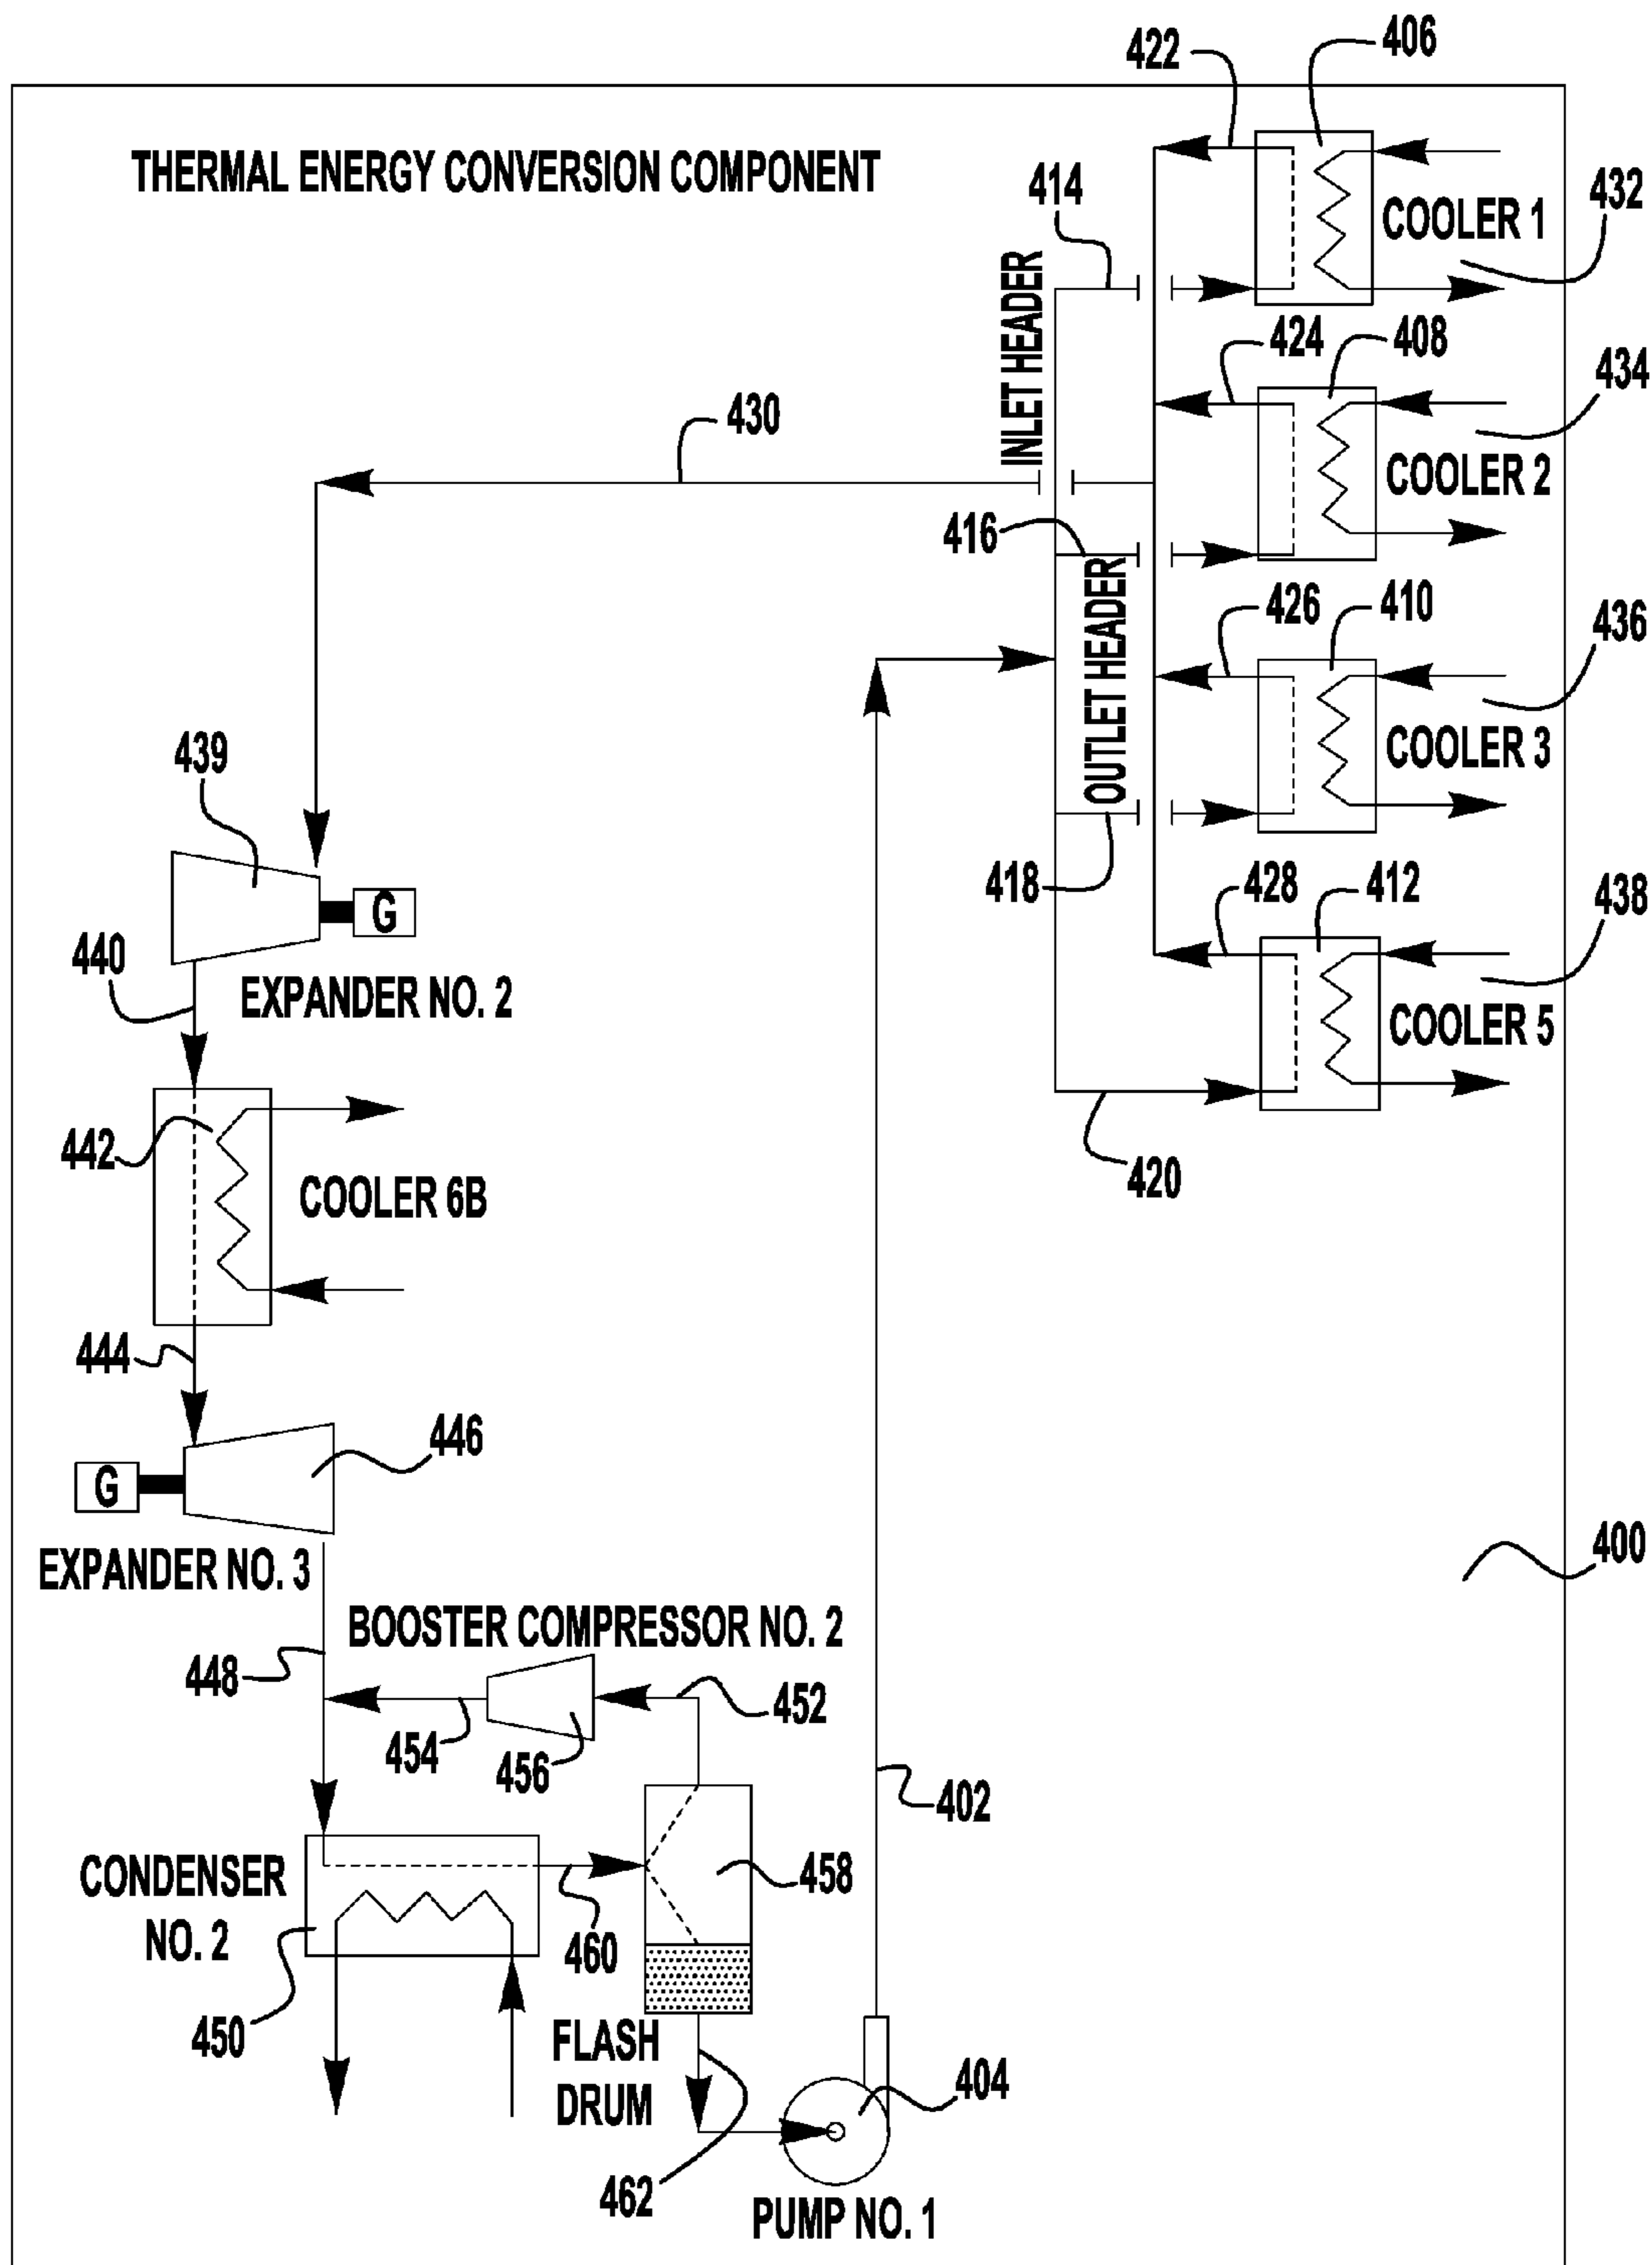 422
406
THERMAL ENERGY CONVERSION COMPONENT
414
COOLER 1
432
INLET HEADER
424
408
434
430
COOLER 2
416
OUTLET HEADER
426
410
436
COOLER 3
439
418
428
412
438
G
440
EXPANDER NO. 2
COOLER 5
442
COOLER 6B
420
444
446
G
EXPANDER NO. 3
400
BOOSTER COMPRESSOR NO. 2
448
452
454
456
402
CONDENSER
NO. 2
458
460
450
FLASH
DRUM
404
462
PUMP NO. 1